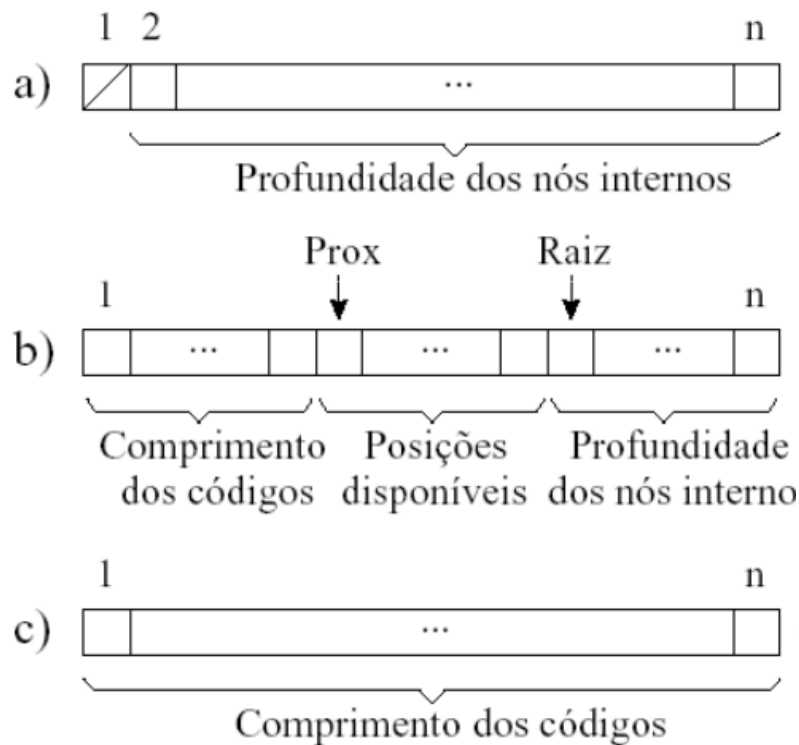 1 2 n
a) ...
Profundidade dos nós internos
Prox Raiz
1 n
b) ... ... ...
Comprimento Posições Profundidade
dos códigos disponíveis dos nós interno
1 n
c) ...
Comprimento dos códigos